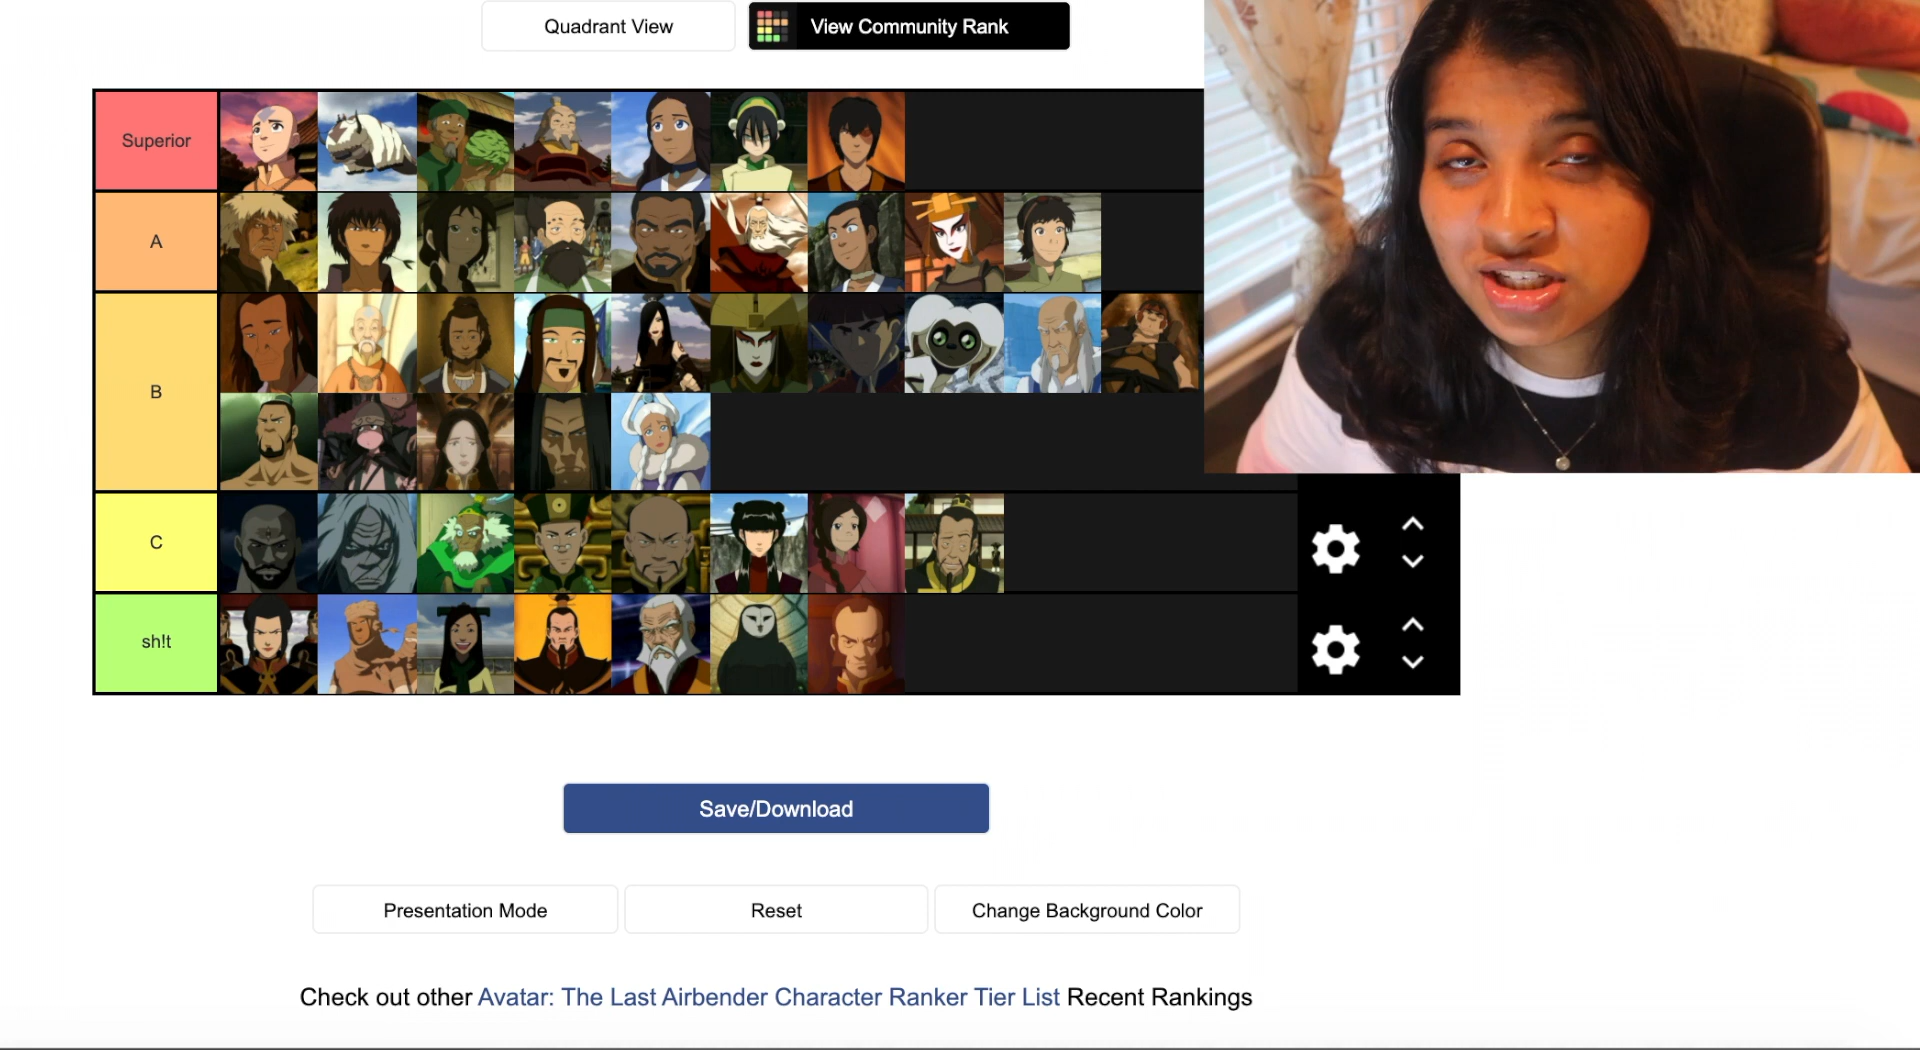 Quadrant View
View Community Rank
Superior
A
B
C
sh!t
Save/Download
Presentation Mode
Reset
Change Background Color
Check out other Avatar: The Last Airbender Character Ranker Tier List Recent Rankings